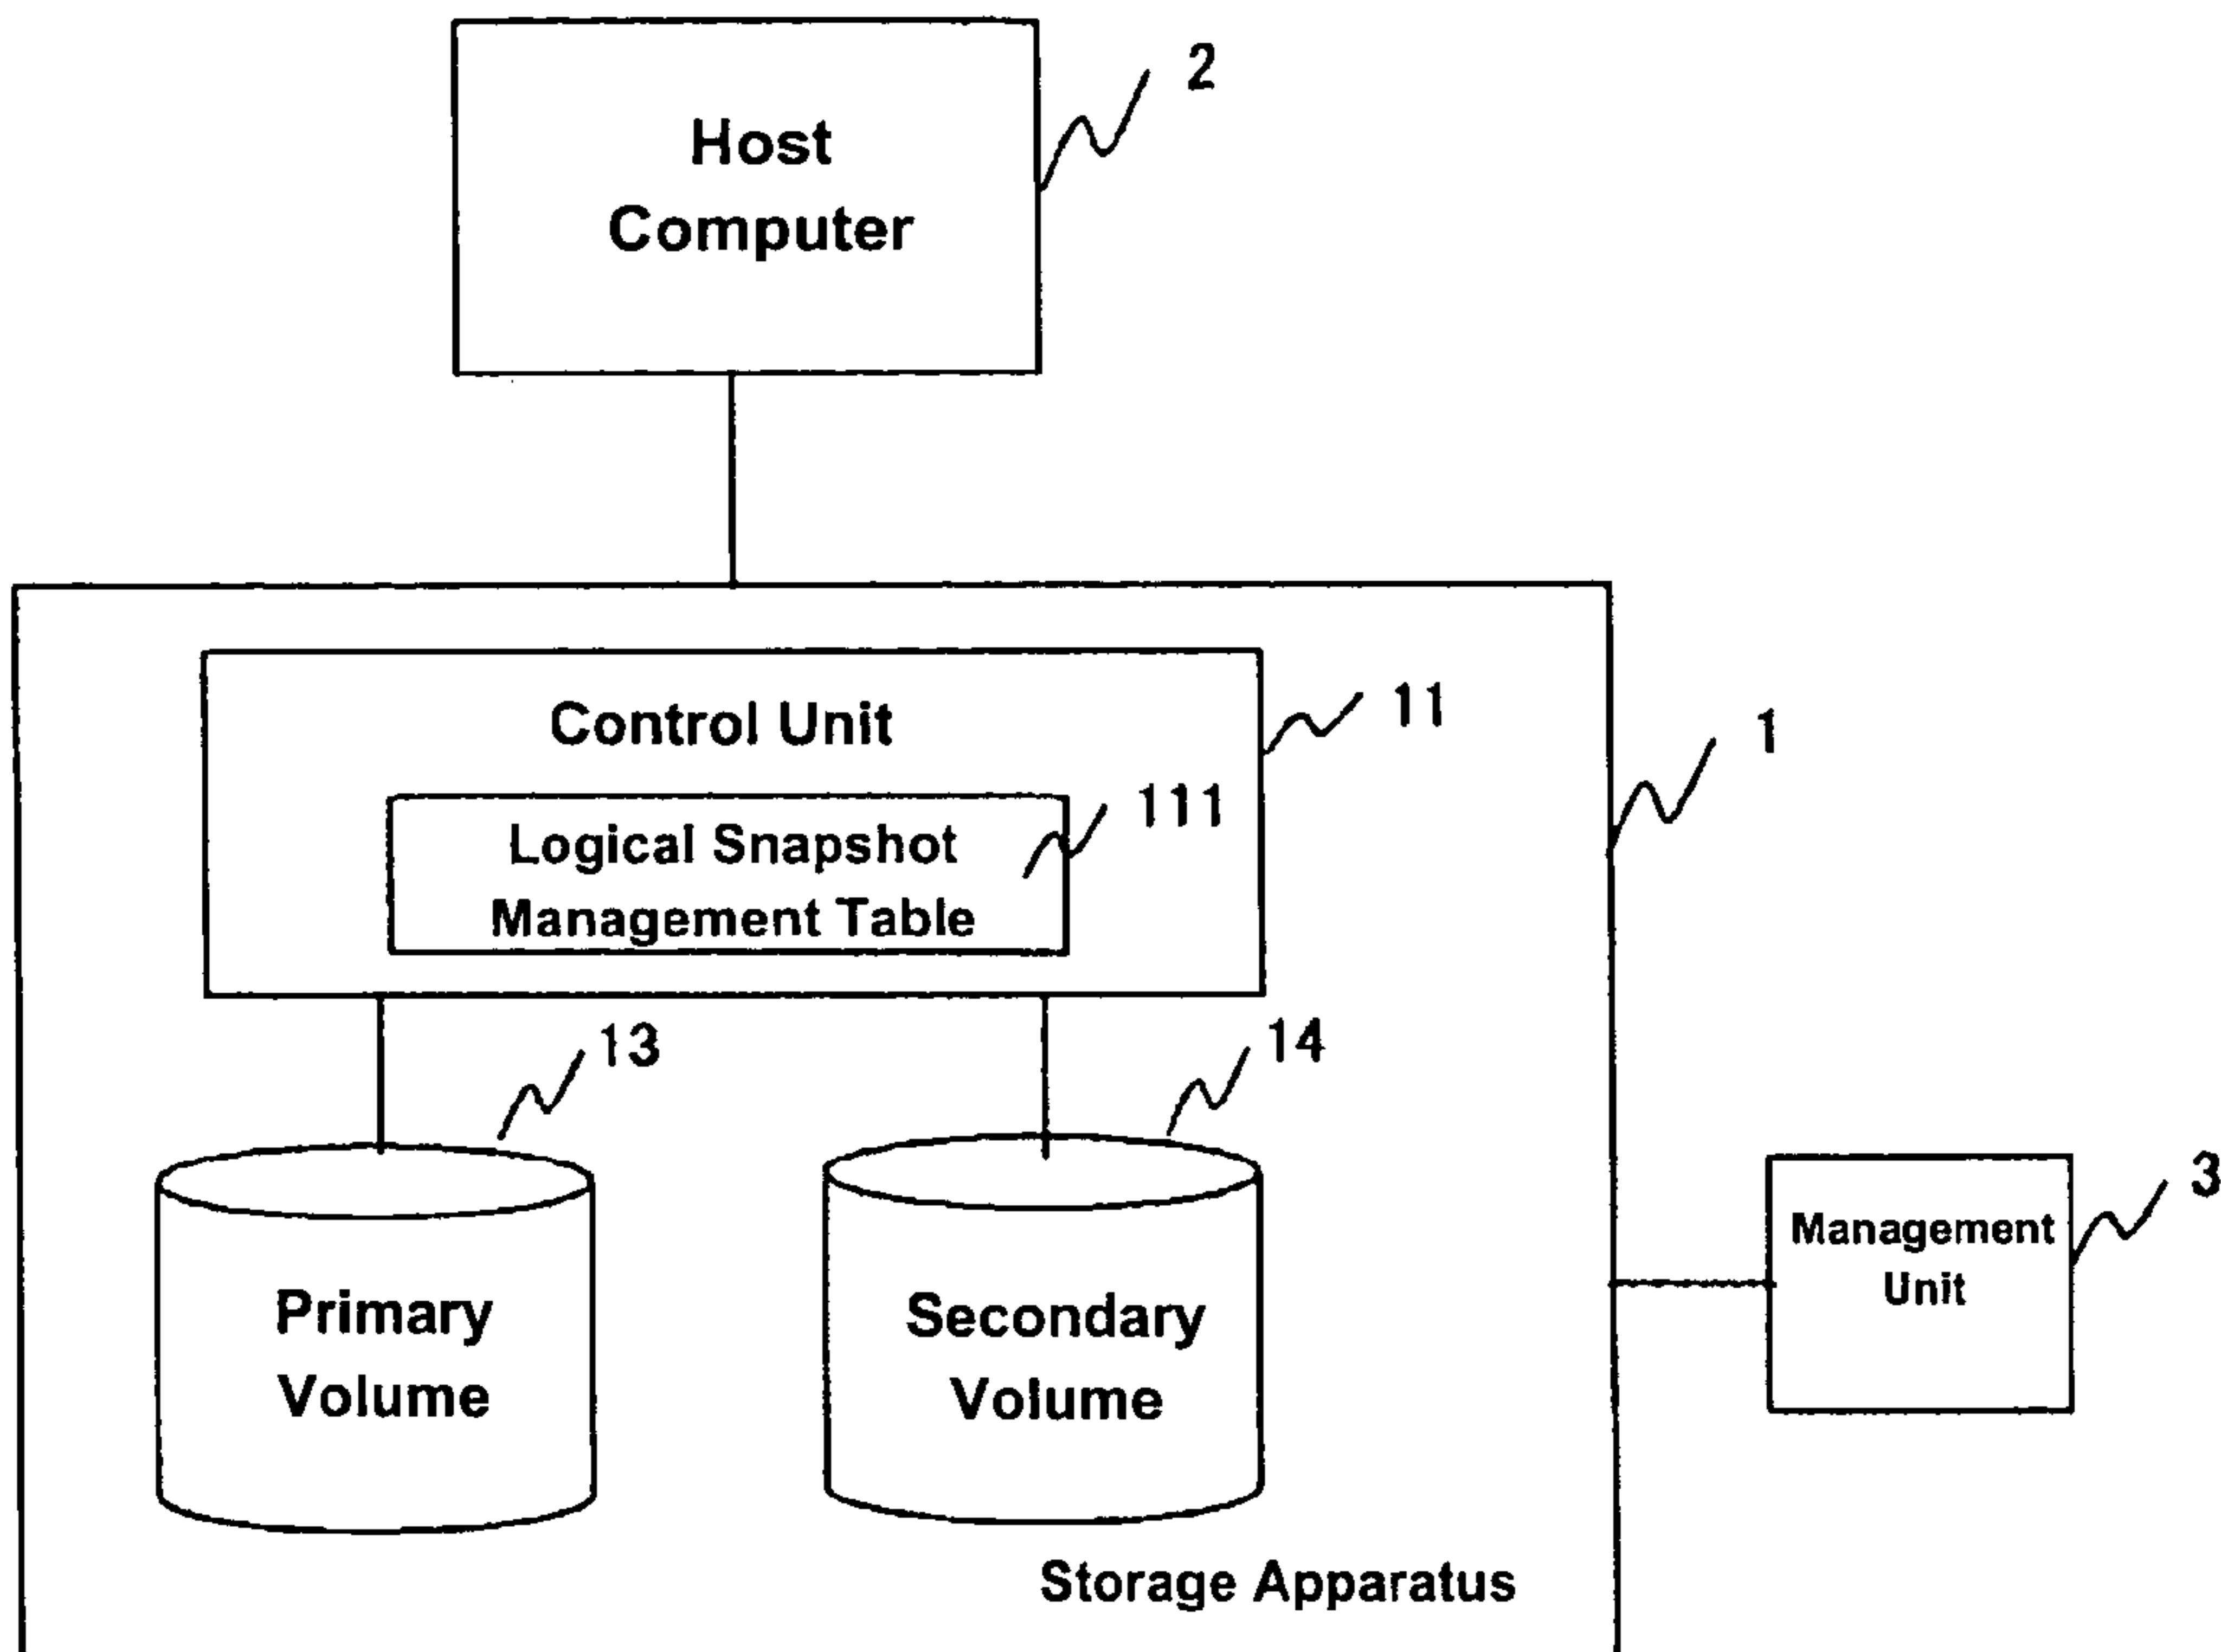 2
Host
Computer
Control Unit
11
1
111
Logical Snapshot
Management Table
13
14
3
Management
Unit
Primary
Volume
Secondary
Volume
Storage Apparatus